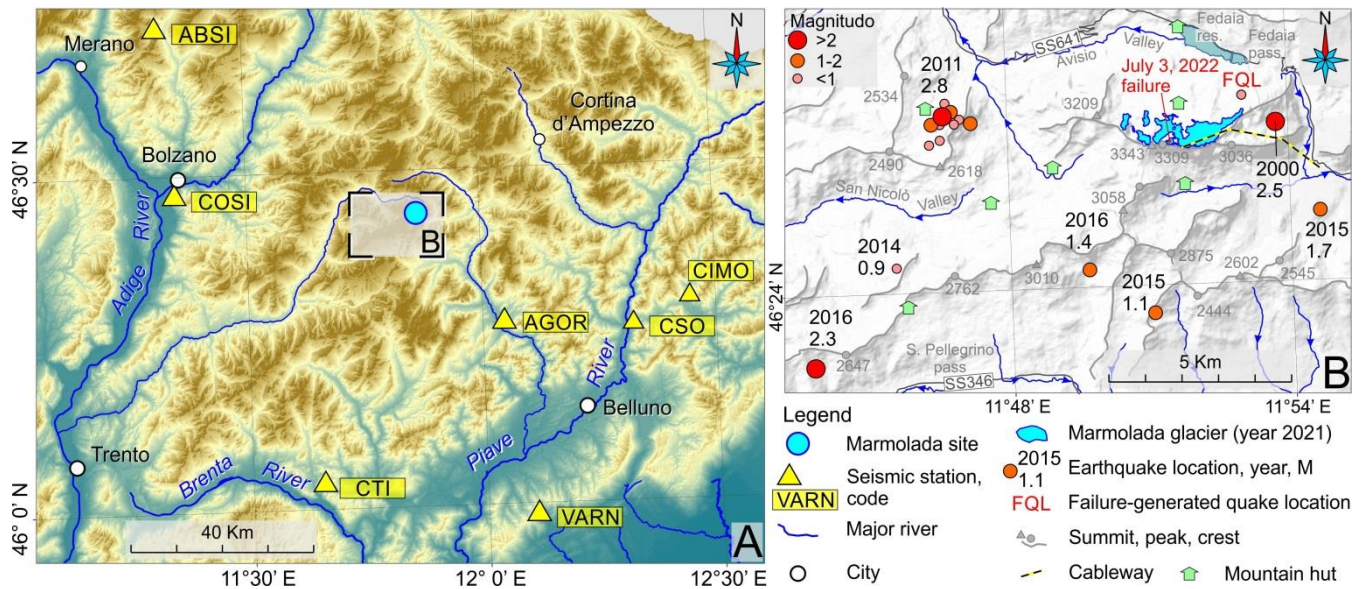 N
ABSI
Merano
Cortina
d'Ampezzo
Bolzano
COSI
46°30' N
Adige
River
B
CIMO
AGOR
CSO
River
Belluno
Piave
Trento
Brenta
River
CTI
VARN
46° 0' N
40 Km
A
11°30' E
12° 0' E
12°30' E
Magnitudo
>2
1-2
<1
SS641
Avisio
Valley
Fedaia
res.
Fedaia
pass
N
2011
2.8
July 3, 2022
failure
FQL
2534
3209
2490
2618
3343
3309
3036
2000
2.5
San Nicolò
Valley
3058
2016
1.4
2015
1.7
2014
0.9
2762
3010
2875
2602
2545
2015
1.1
2444
46°24' N
2016
2.3
2647
S. Pellegrino
pass
SS346
5 Km
B
11°48' E
11°54' E
Legend
Marmolada site
Seismic station,
code
VARN
Major river
City
Marmolada glacier (year 2021)
2015
1.1
Earthquake location, year, M
FQL
Failure-generated quake location
Summit, peak, crest
Cableway
Mountain hut